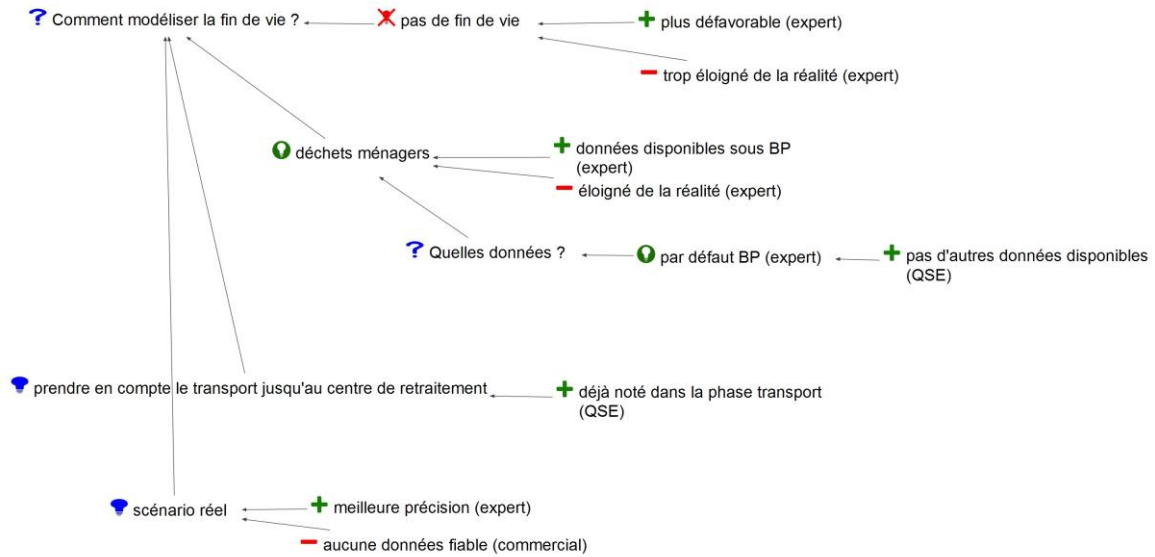 Comment modéliser la fin de vie ?
pas de fin de vie
plus défavorable (expert)
trop éloigné de la réalité (expert)
déchets ménagers
données disponibles sous BP
(expert)
éloigné de la réalité (expert)
Quelles données ?
par défaut BP (expert)
pas d'autres données disponibles
(QSE)
prendre en compte le transport jusqu'au centre de retraitement
déjà noté dans la phase transport
(QSE)
scénario réel
meilleure précision (expert)
aucune données fiable (commercial)